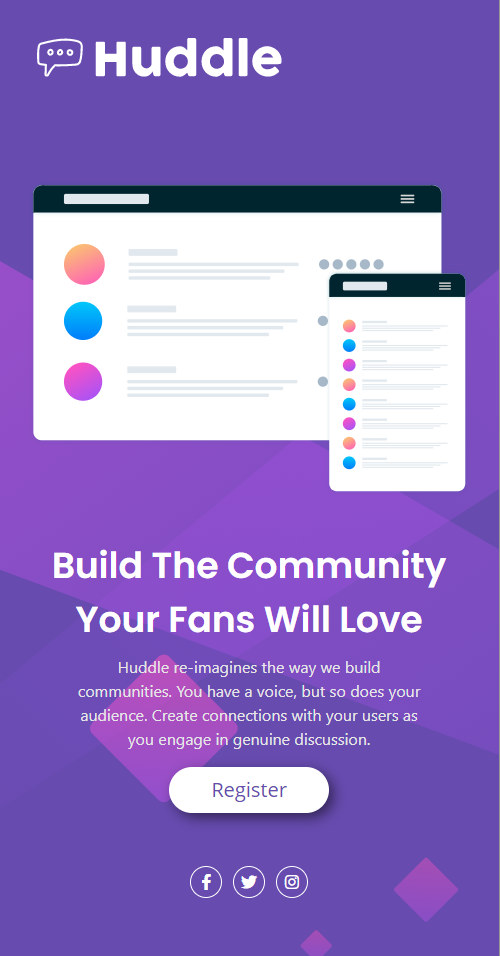 Huddle
Build The Community
Your Fans Will Love
Huddle re-imagines the way we build
communities. You have a voice, but so does your
audience. Create connections with your users as
you engage in genuine discussion.
Register